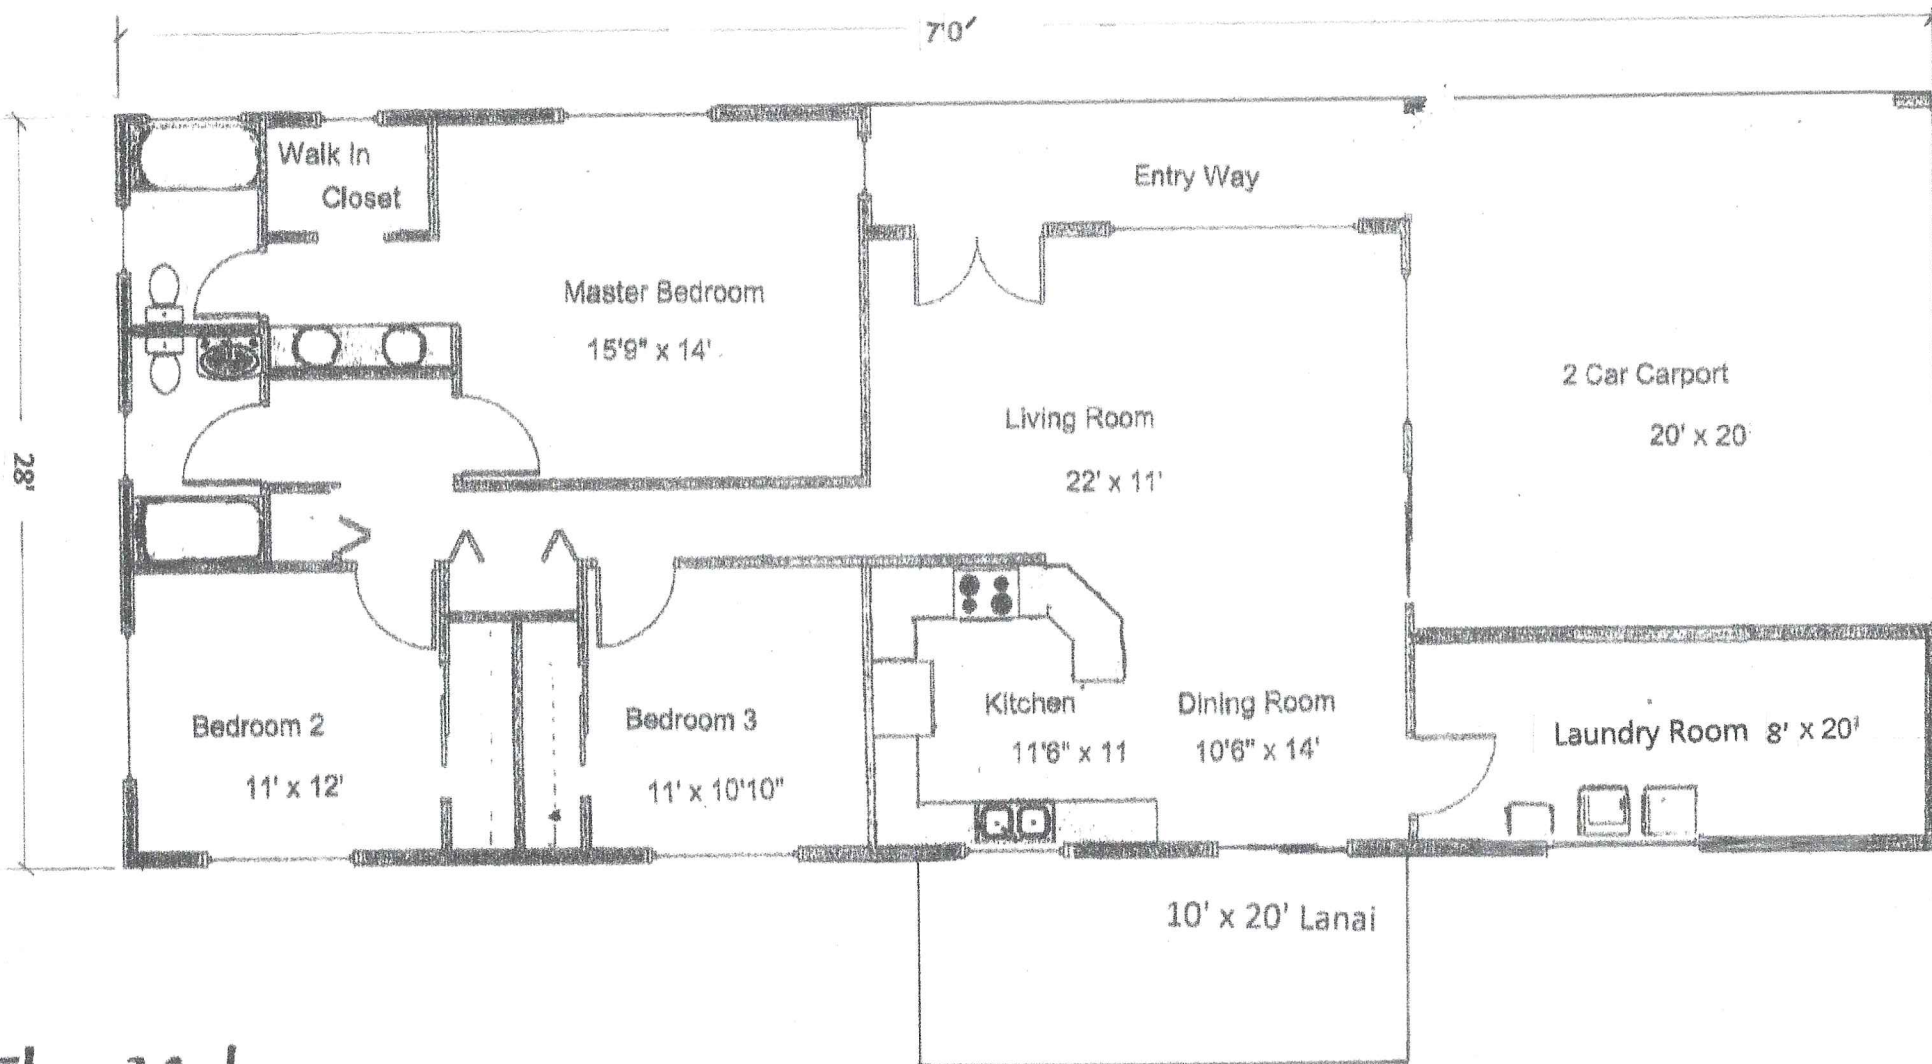 7'0'
Walk In
Closet
Entry Way
Master Bedroom
15'9" x 14'
2 Car Carport
20' x 20'
Living Room
22' x 11'
28'
Bedroom 2
11' x 12'
Bedroom 3
11' x 10'10"
Kitchen
11'6" x 11
Dining Room
10'6" x 14'
Laundry Room 8' x 20'
10' x 20' Lanai